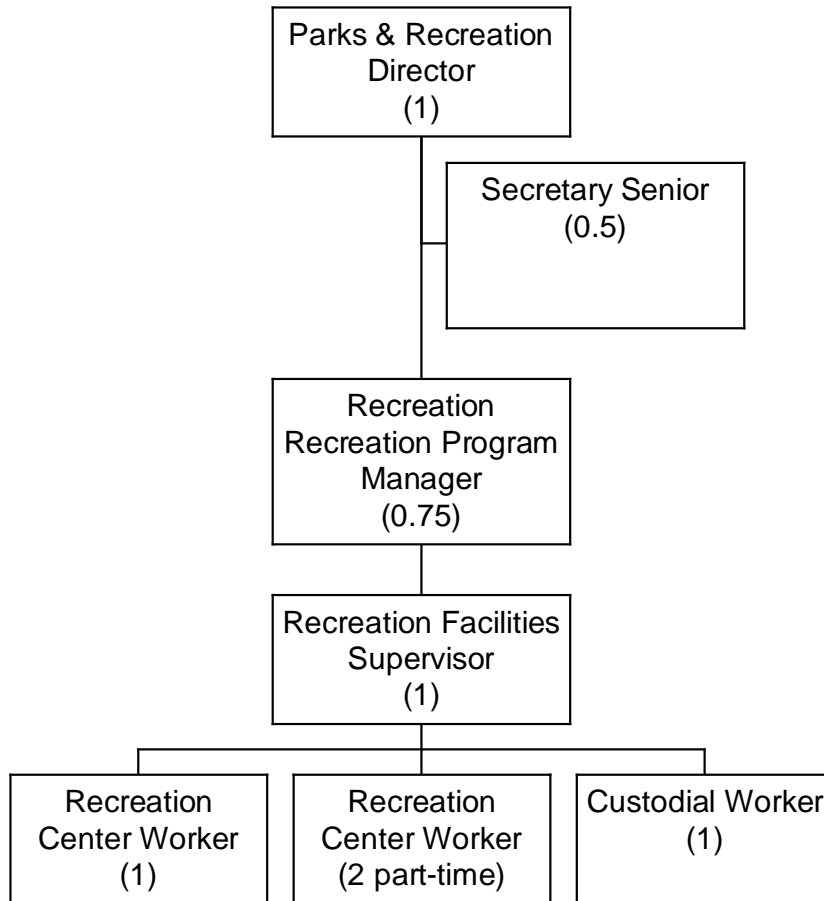 Parks & Recreation
Director
(1)
Secretary Senior
(0.5)
Recreation
Recreation Program
Manager
(0.75)
Recreation Facilities
Supervisor
(1)
Recreation
Center Worker
(1)
Recreation
Center Worker
(2 part-time)
Custodial Worker
(1)